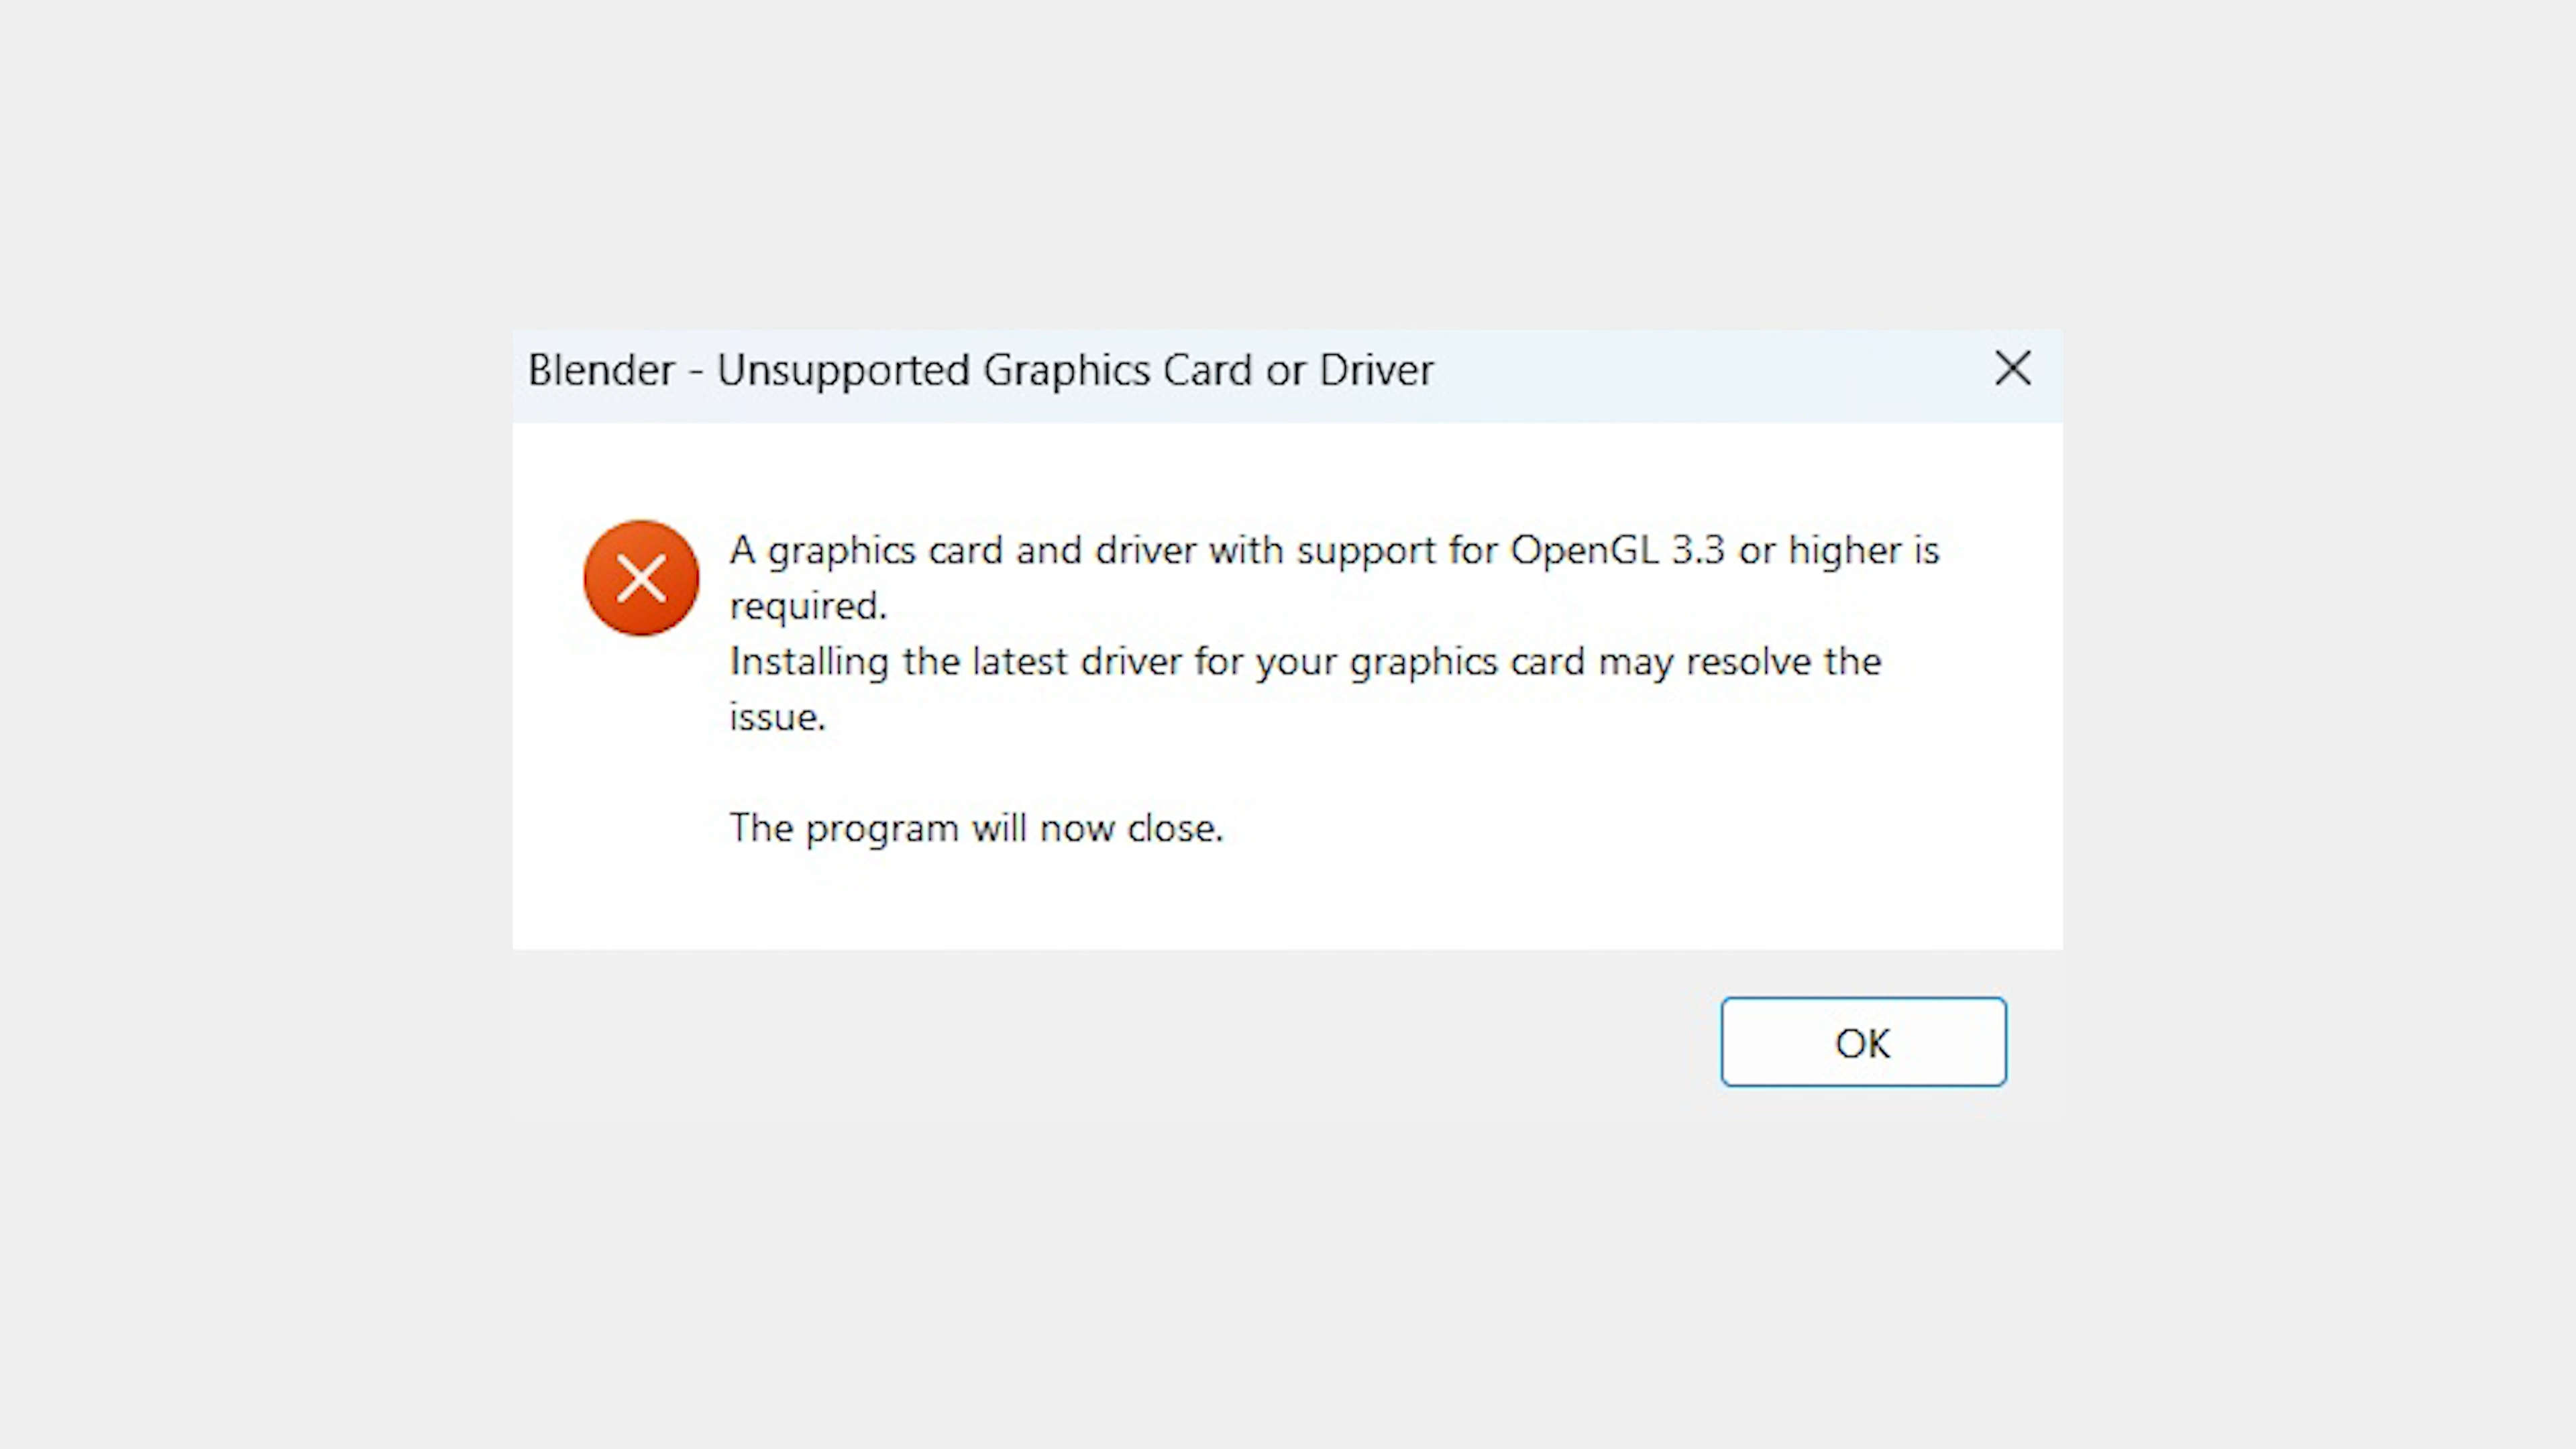 Blender - Unsupported Graphics Card or Driver
A graphics card and driver with support for OpenGL 3.3 or higher is
required.
Installing the latest driver for your graphics card may resolve the
issue.
The program will now close.
OK